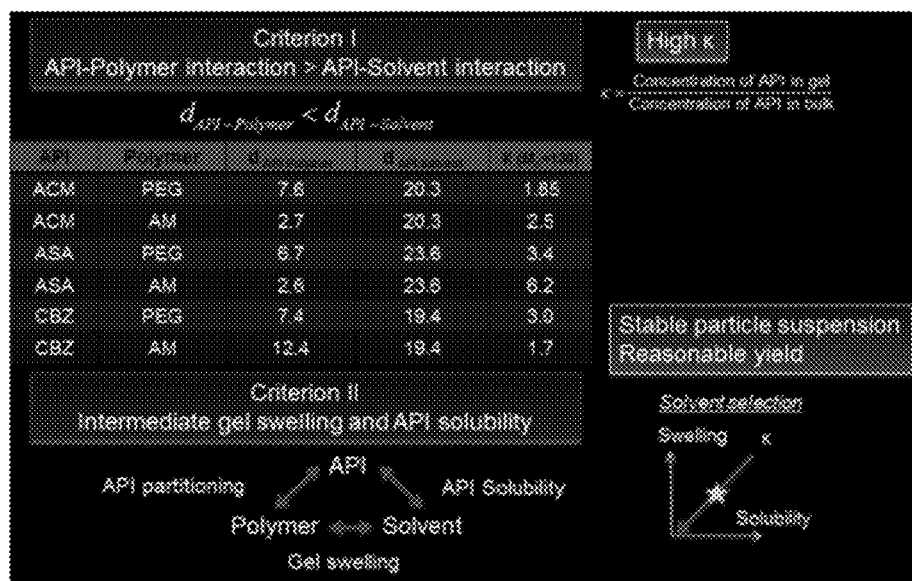 Criterion I
API-Polymer interaction > API-Solvent interaction
d API-Polymer < d API-Solvent
High κ
κ = Concentration of API in gel
Concentration of API in bulk
API Polymer d d κ
ACM PEG 7.6 20.3 1.85
ACM AM 2.7 20.3 2.5
ASA PEG 6.7 23.6 3.4
ASA AM 2.6 23.6 6.2
CBZ PEG 7.4 19.4 3.0
CBZ AM 12.4 19.4 1.7
Stable particle suspension
Reasonable yield
Criterion II
Intermediate gel swelling and API solubility
API
API partitioning
API Solubility
Polymer
Solvent
Gel swelling
Solvent selection
Swelling
κ
Solubility